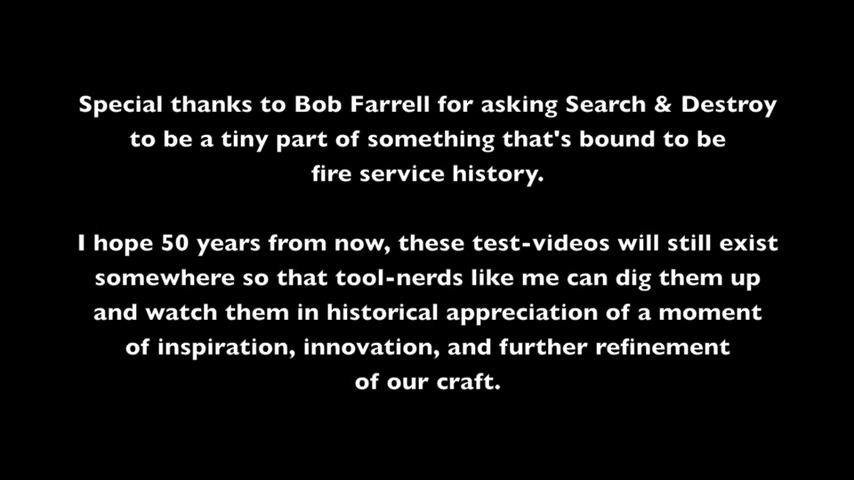 Special thanks to Bob Farrell for asking Search & Destroy
to be a tiny part of something that's bound to be
fire service history.
I hope 50 years from now, these test-videos will still exist
somewhere so that tool-nerds like me can dig them up
and watch them in historical appreciation of a moment
of inspiration, innovation, and further refinement
of our craft.